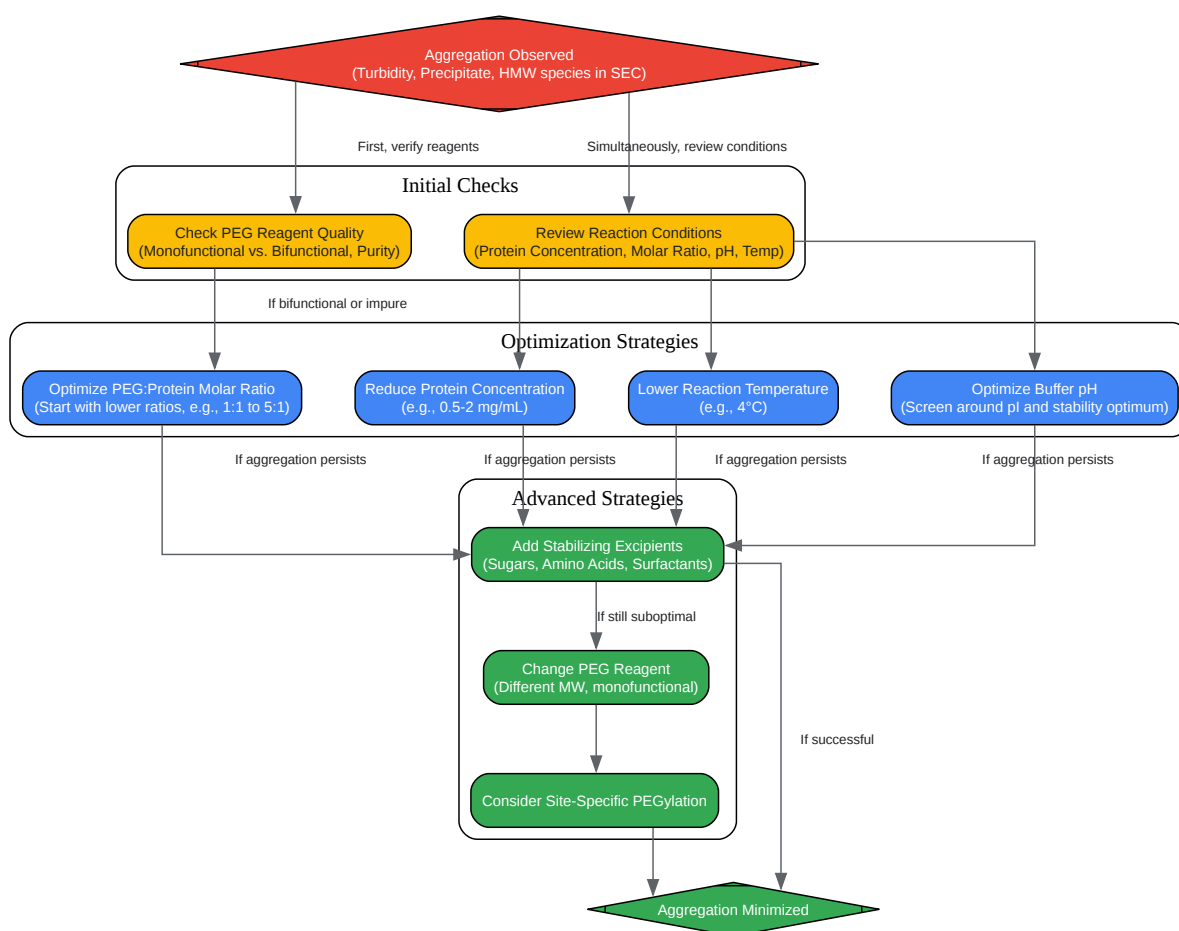 Aggregation Observed
(Turbidity, Precipitate, HMW species in SEC)
First, verify reagents
Simultaneously, review conditions
Initial Checks
Check PEG Reagent Quality
(Monofunctional vs. Bifunctional, Purity)
Review Reaction Conditions
(Protein Concentration, Molar Ratio, pH, Temp)
If bifunctional or impure
Optimization Strategies
Optimize PEG:Protein Molar Ratio
(Start with lower ratios, e.g., 1:1 to 5:1)
Reduce Protein Concentration
(e.g., 0.5-2 mg/mL)
Lower Reaction Temperature
(e.g., 4°C)
Optimize Buffer pH
(Screen around pI and stability optimum)
If aggregation persists
If aggregation persists
If aggregation persists
If aggregation persists
Advanced Strategies
Add Stabilizing Excipients
(Sugars, Amino Acids, Surfactants)
If still suboptimal
Change PEG Reagent
(Different MW, monofunctional)
If successful
Consider Site-Specific PEGylation
Aggregation Minimized